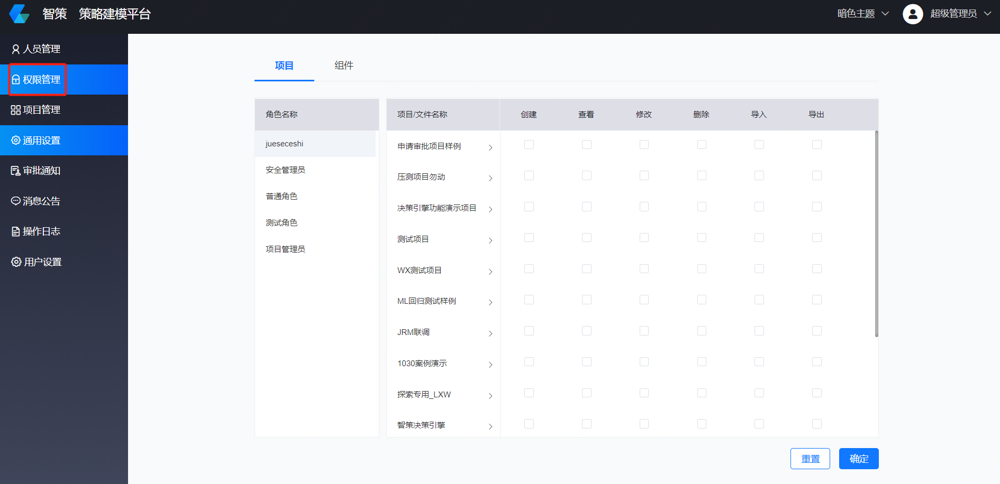 智策 策略建模平台
暗色主题
超级管理员
人员管理
权限管理
项目管理
通用设置
审批通知
消息公告
操作日志
用户设置
项目 组件
角色名称
jueseceshi
安全管理员
普通角色
测试角色
项目管理员
项目/文件名称 创建 查看 修改 删除 导入 导出
申请审批项目样例
压测项目勿动
决策引擎功能演示项目
测试项目
WX测试项目
ML回归测试样例
JRM联调
1030案例演示
探索专用_LXW
智策决策引擎
重置 确定